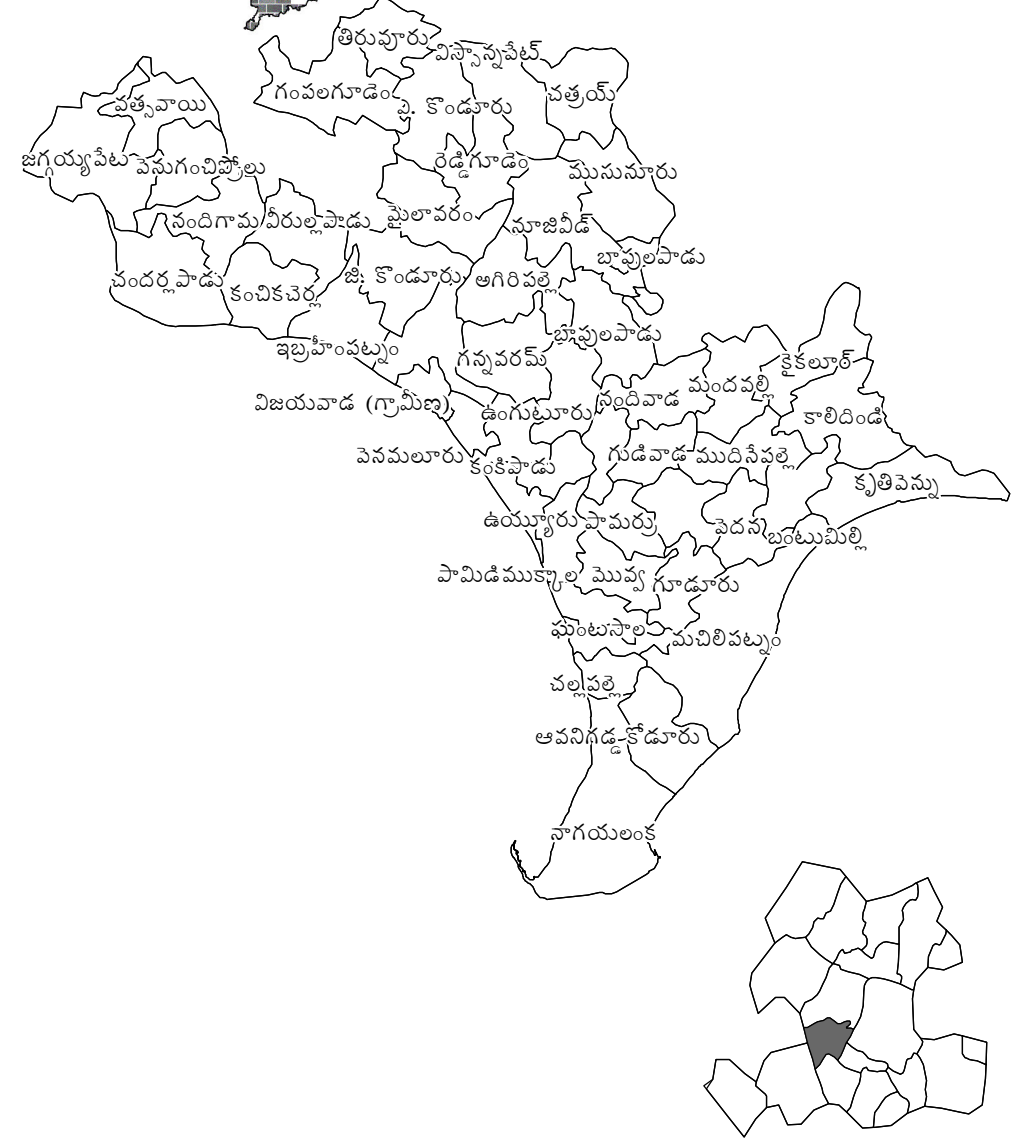 తిరువూరు
విస్సాన్నపేట్
గంపలగూడెం
చత్రయ్
వత్సవాయి
ఎ. కొండూరు
జగ్గయ్యపేట
పెనుగంచిప్రోలు
రెడ్డిగూడెం
ముసునూరు
నందిగామ
వీరుల్లపాడు
మైలావరం
నూజివీడ్
బాపులపాడు
చందర్లపాడు
కంచికచెర్ల
జి. కొండూరు
అగిరిపల్లె
ఇబ్రహీంపట్నం
గన్నవరమ్
బాపులపాడు
మందవల్లి
కైకలూర్
విజయవాడ (గ్రామీణ)
ఉంగుటూరు
నందివాడ
కాలిదిండి
పెనమలూరు
కంకిపాడు
గుడివాడ
ముదినేపల్లె
కృతివెన్ను
ఉయ్యూరు
పామర్రు
పెదన
బంటుమిల్లి
పామిడిముక్కాల
మొవ్వ
గూడూరు
ఘంటసాల
మచిలిపట్నం
చల్లపల్లె
ఆవనిగడ్డ
కోడూరు
నాగయలంక